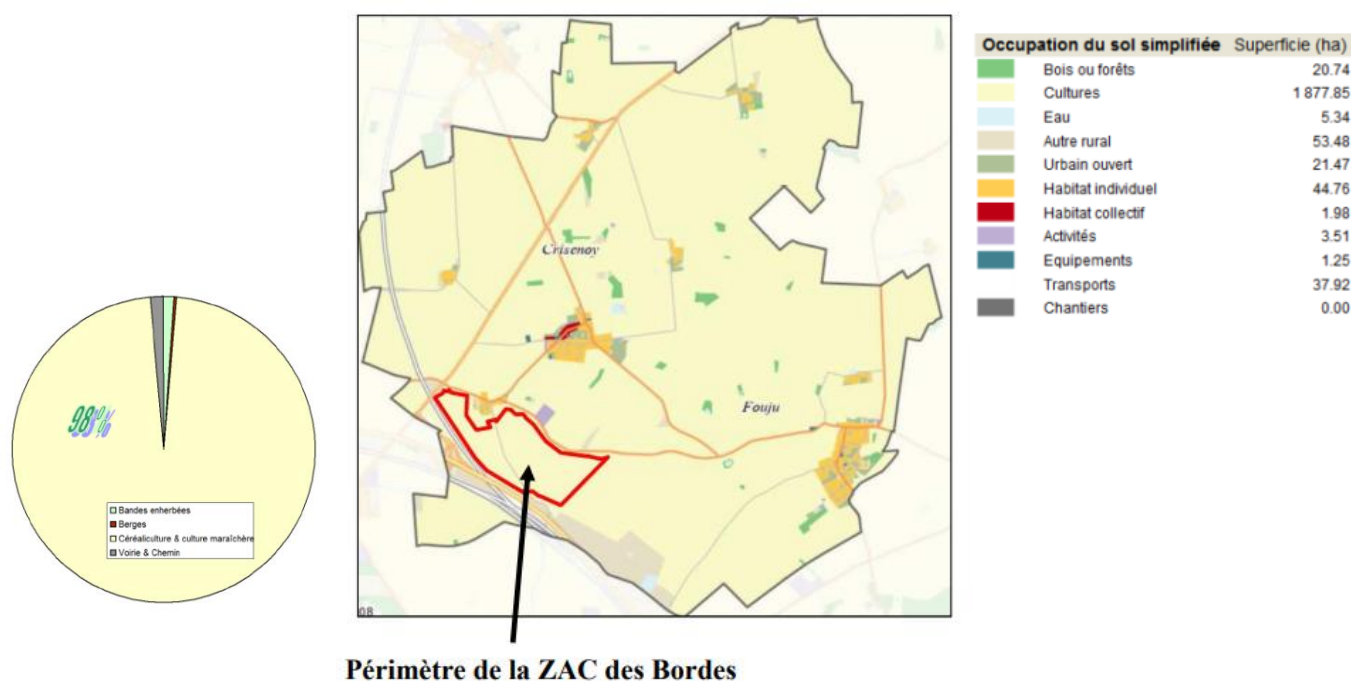 98%
Bandes enherbées
Berges
Céréaliculture & culture maraîchère
Voirie & Chemin
Crisenoy
Fouju
08
Périmètre de la ZAC des Bordes
Occupation du sol simplifiée Superficie (ha)
Bois ou forêts 20.74
Cultures 1 877.85
Eau 5.34
Autre rural 53.48
Urbain ouvert 21.47
Habitat individuel 44.76
Habitat collectif 1.98
Activités 3.51
Equipements 1.25
Transports 37.92
Chantiers 0.00